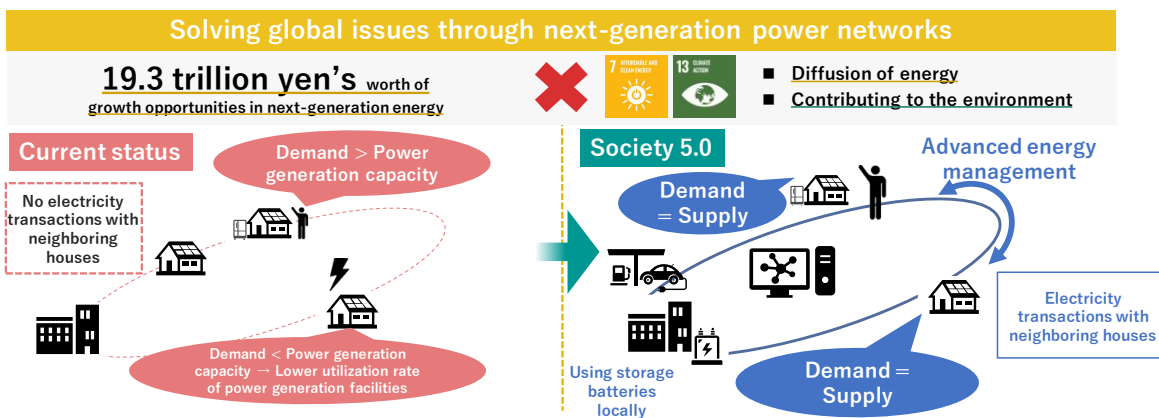 Solving global issues through next-generation power networks
19.3 trillion yen's worth of
growth opportunities in next-generation energy
7 AFFORDABLE AND
CLEAN ENERGY
13 CLIMATE
ACTION
■ Diffusion of energy
■ Contributing to the environment
Current status
Demand > Power
generation capacity
No electricity
transactions with
neighboring
houses
Demand < Power generation
capacity → Lower utilization rate
of power generation facilities
Society 5.0
Advanced energy
management
Demand
= Supply
Electricity
transactions with
neighboring houses
Using storage
batteries
locally
Demand =
Supply